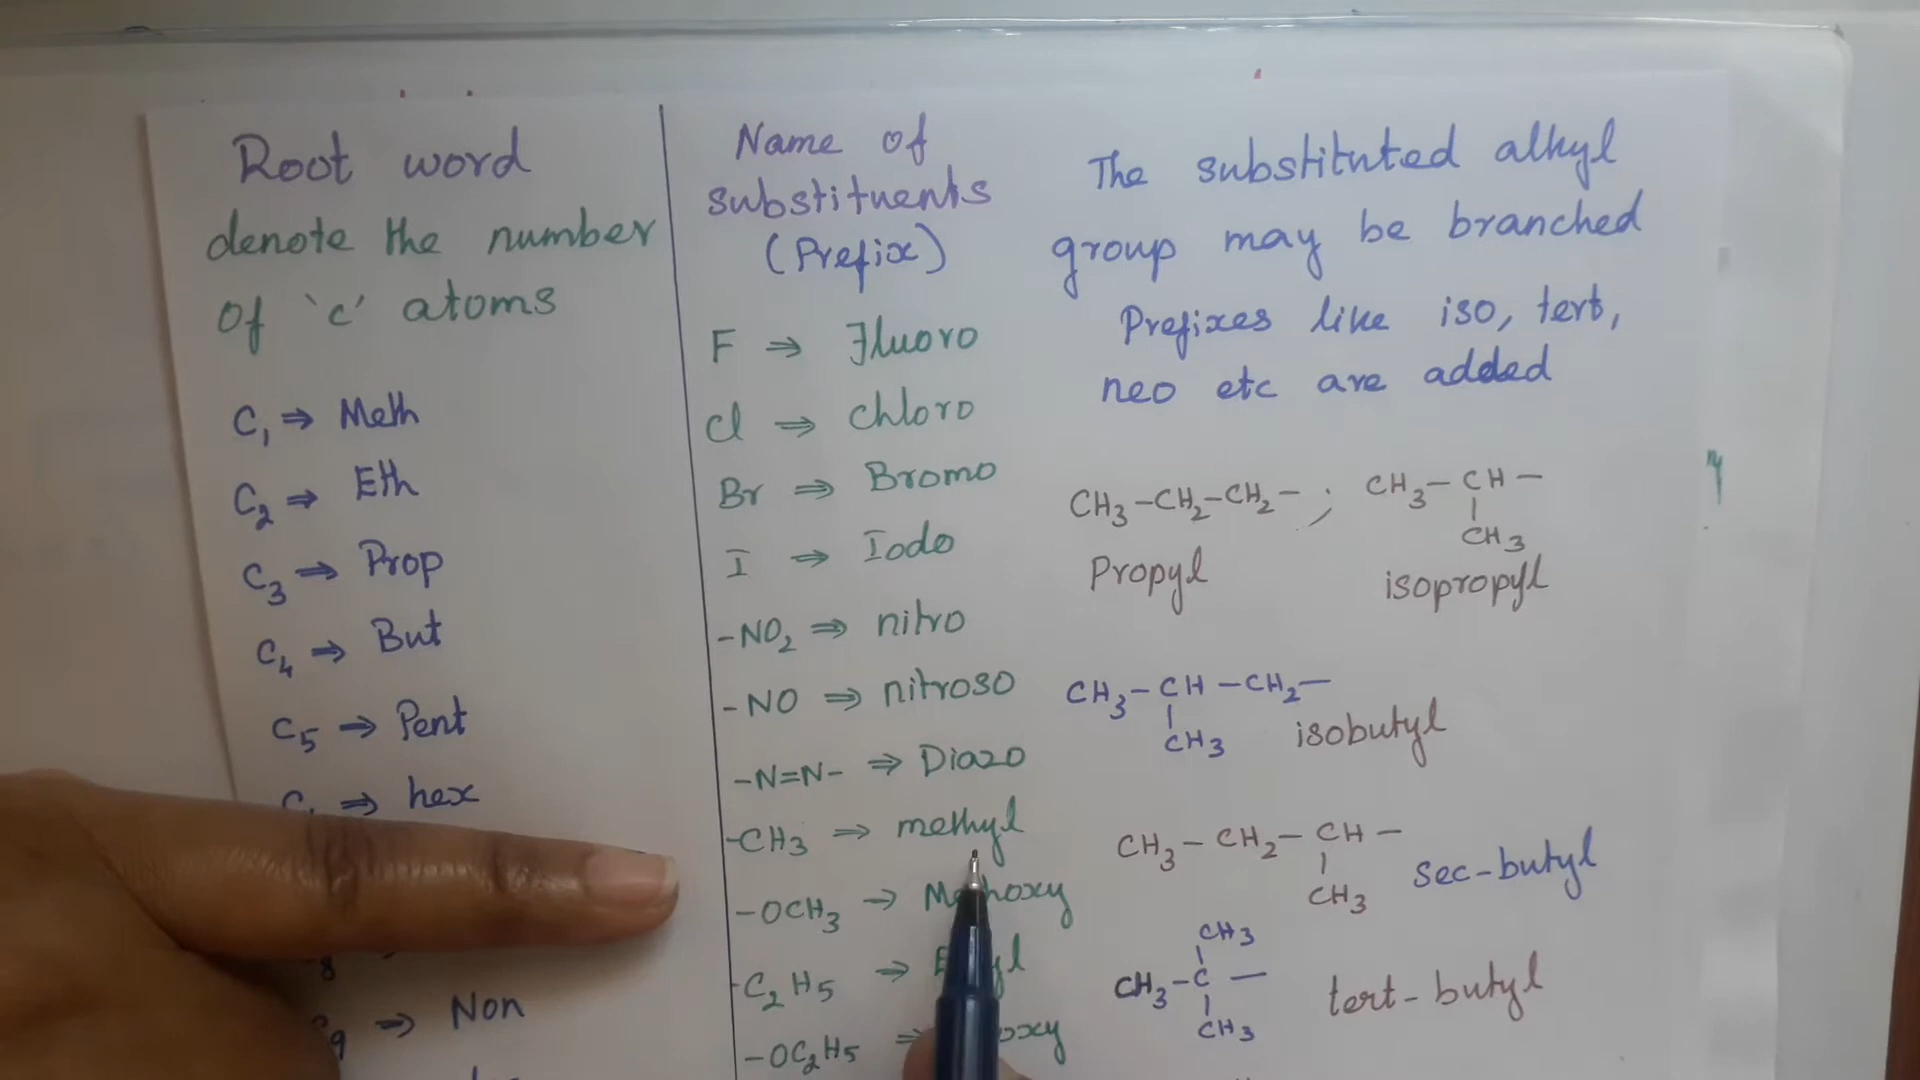 Root word
denote the number
of 'c' atoms
C1 ⇒ Meth
C2 ⇒ Eth
C3 ⇒ Prop
C4 ⇒ But
C5 ⇒ Pent
⇒ hex
8
9 ⇒ Non
Name of
substituents
(Prefix)
F ⇒ Fluoro
Cl ⇒ chloro
Br ⇒ Bromo
I ⇒ Iodo
-NO2 ⇒ nitro
-NO ⇒ nitroso
-N=N- ⇒ Diazo
-CH3 ⇒ methyl
-OCH3 → Methoxy
-C2H5 ⇒
-OC2H5 ⇒
The substituted alkyl
group may be branched
Prefixes like iso, tert,
neo etc are added
CH3-CH2-CH2- ; CH3-CH-
|
CH3
Propyl isopropyl
CH3-CH-CH2-
|
CH3 isobutyl
CH3-CH2-CH-
|
CH3 sec-butyl
CH3
|
CH3-C- tert-butyl
|
CH3